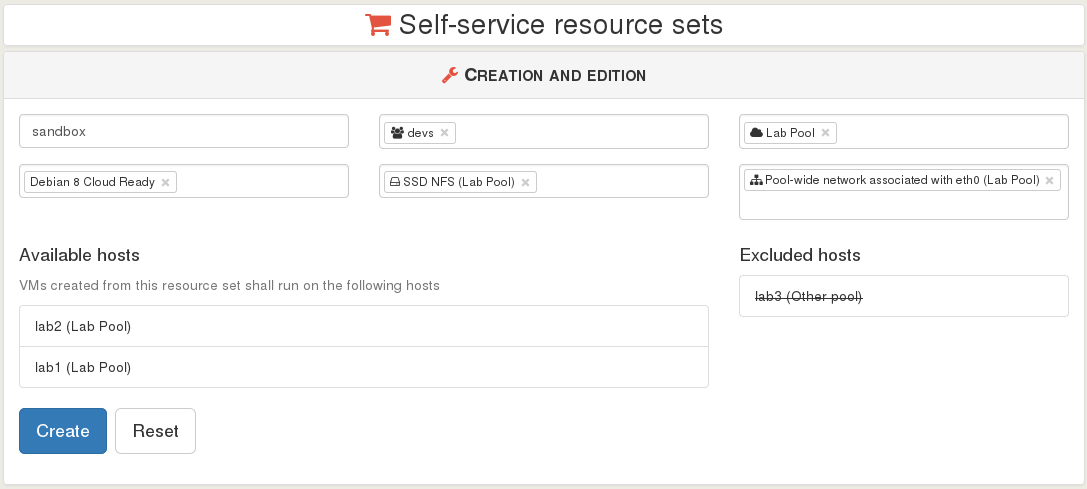 Self-service resource sets
CREATION AND EDITION
sandbox
devs ×
Lab Pool ×
Debian 8 Cloud Ready ×
SSD NFS (Lab Pool) ×
Pool-wide network associated with eth0 (Lab Pool) ×
Available hosts
Excluded hosts
VMs created from this resource set shall run on the following hosts
lab3 (Other pool)
lab2 (Lab Pool)
lab1 (Lab Pool)
Create
Reset